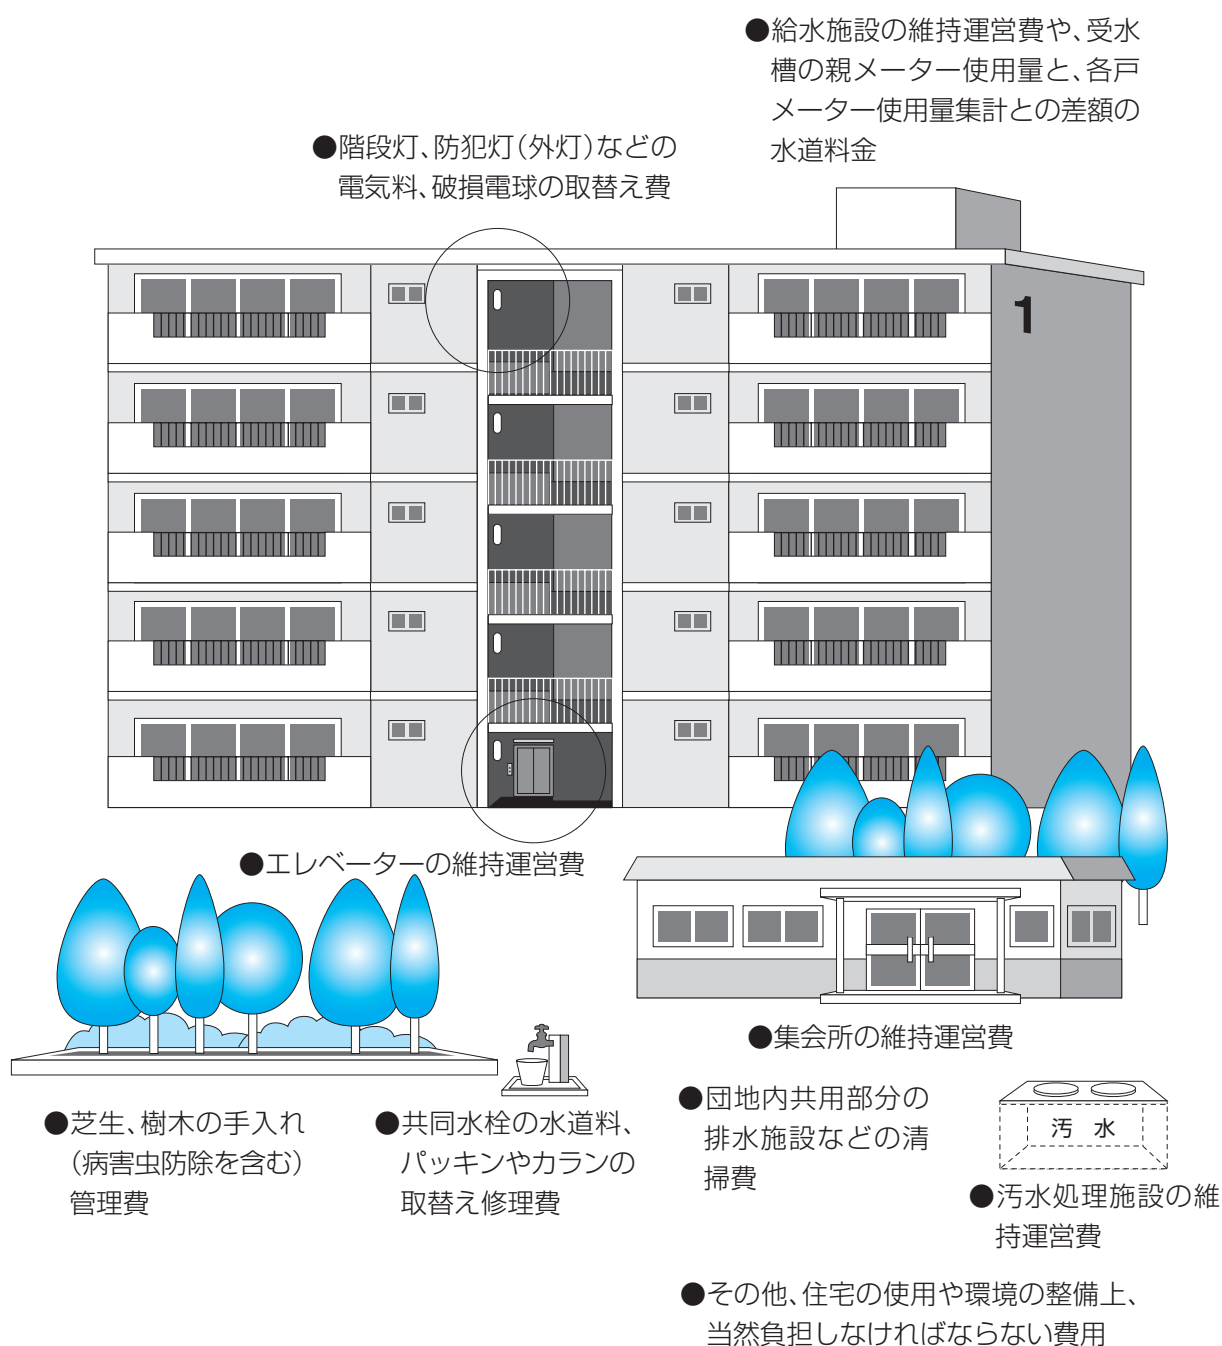 ●給水施設の維持運営費や、受水
槽の親メーター使用量と、各戸
メーター使用量集計との差額の
水道料金
●階段灯、防犯灯(外灯)などの
電気料、破損電球の取替え費
1
●エレベーターの維持運営費
●集会所の維持運営費
●芝生、樹木の手入れ
(病害虫防除を含む)
管理費
●共同水栓の水道料、
パッキンやカランの
取替え修理費
●団地内共用部分の
排水施設などの清
掃費
汚 水
●汚水処理施設の維
持運営費
●その他、住宅の使用や環境の整備上、
当然負担しなければならない費用